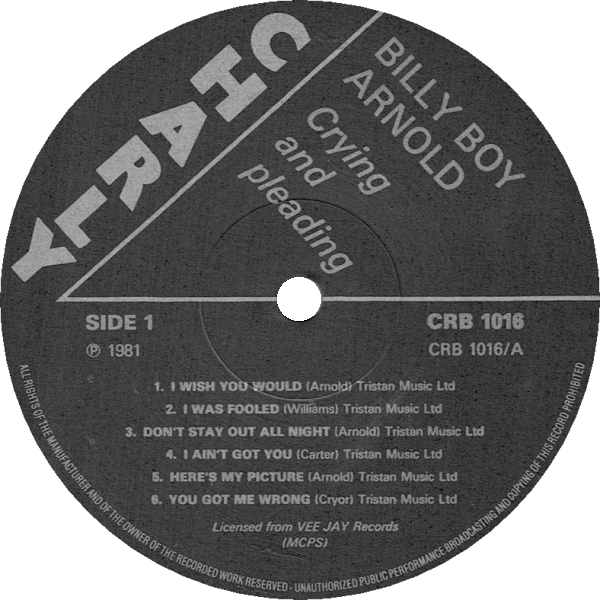 CHARLY
BILLY BOY
ARNOLD
Crying
and
pleading
SIDE 1
℗ 1981
CRB 1016
CRB 1016/A
1. I WISH YOU WOULD (Arnold) Tristan Music Ltd
2. I WAS FOOLED (Williams) Tristan Music Ltd
3. DON'T STAY OUT ALL NIGHT (Arnold) Tristan Music Ltd
4. I AIN'T GOT YOU (Carter) Tristan Music Ltd
5. HERE'S MY PICTURE (Arnold) Tristan Music Ltd
6. YOU GOT ME WRONG (Cryor) Tristan Music Ltd
Licensed from VEE JAY Records
(MCPS)
ALL RIGHTS OF THE MANUFACTURER AND OF THE OWNER OF THE RECORDED WORK RESERVED - UNAUTHORIZED PUBLIC PERFORMANCE BROADCASTING AND COPYING OF THIS RECORD PROHIBITED